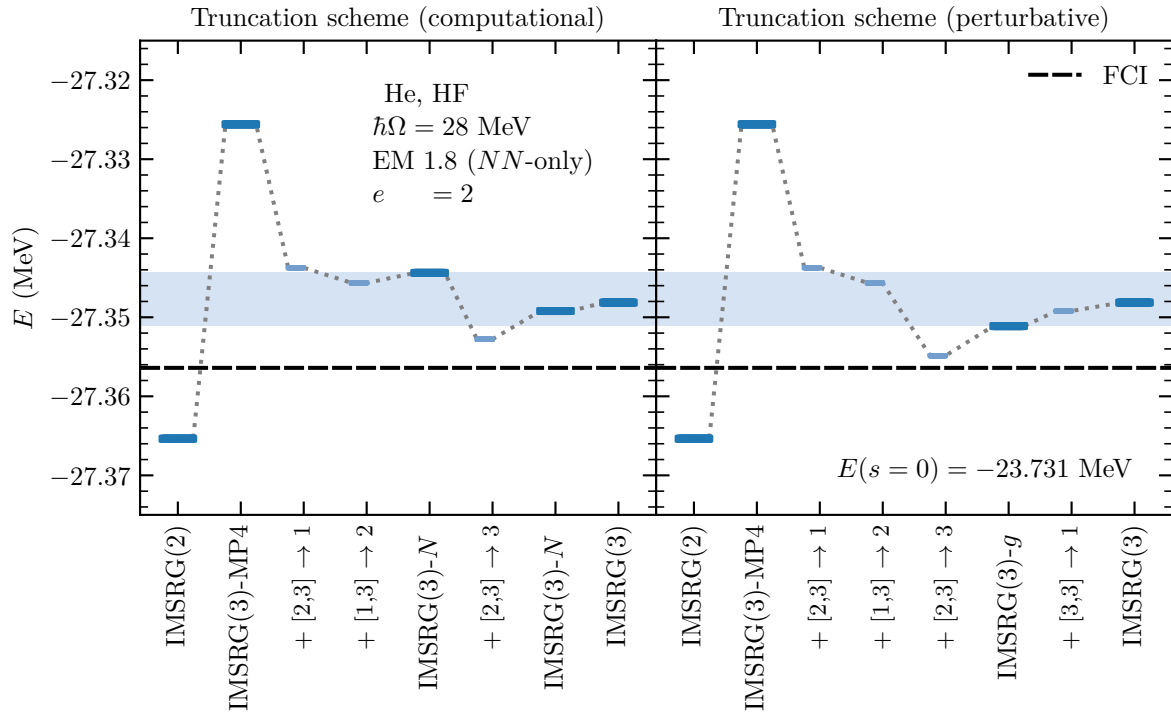 Truncation scheme (computational)
Truncation scheme (perturbative)
E (MeV)
−27.32
−27.33
−27.34
−27.35
−27.36
−27.37
He, HF
ℏΩ = 28 MeV
EM 1.8 (NN-only)
e = 2
FCI
E(s = 0) = −23.731 MeV
IMSRG(2)
IMSRG(3)-MP4
+ [2,3] → 1
+ [1,3] → 2
IMSRG(3)-N
+ [2,3] → 3
IMSRG(3)-N
IMSRG(3)
IMSRG(2)
IMSRG(3)-MP4
+ [2,3] → 1
+ [1,3] → 2
+ [2,3] → 3
IMSRG(3)-g
+ [3,3] → 1
IMSRG(3)